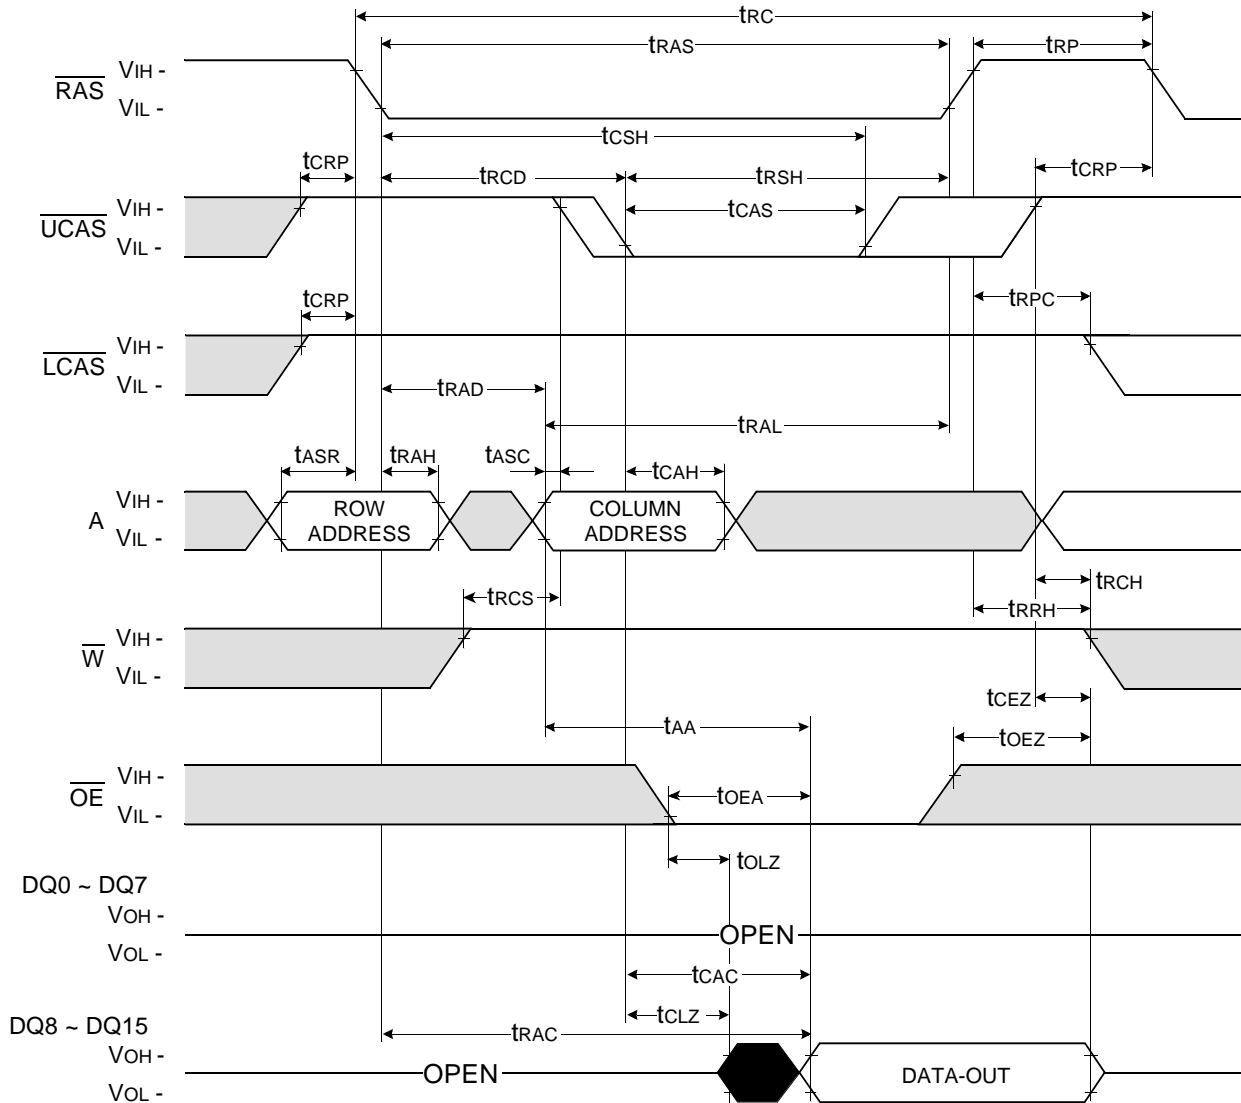 tRC
tRAS
tRP
RAS
VIH -
VIL -
tCSH
tCRP
tRCD
tRSH
tCRP
UCAS
VIH -
VIL -
tCAS
tCRP
tRPC
LCAS
VIH -
VIL -
tRAD
tRAL
tASR
tRAH
tASC
tCAH
A
VIH -
VIL -
ROW
ADDRESS
COLUMN
ADDRESS
tRCS
tRCH
tRRH
W
VIH -
VIL -
tCEZ
tAA
tOEZ
OE
VIH -
VIL -
tOEA
tOLZ
DQ0 ~ DQ7
VOH -
VOL -
OPEN
tCAC
tCLZ
DQ8 ~ DQ15
tRAC
VOH -
VOL -
OPEN
DATA-OUT